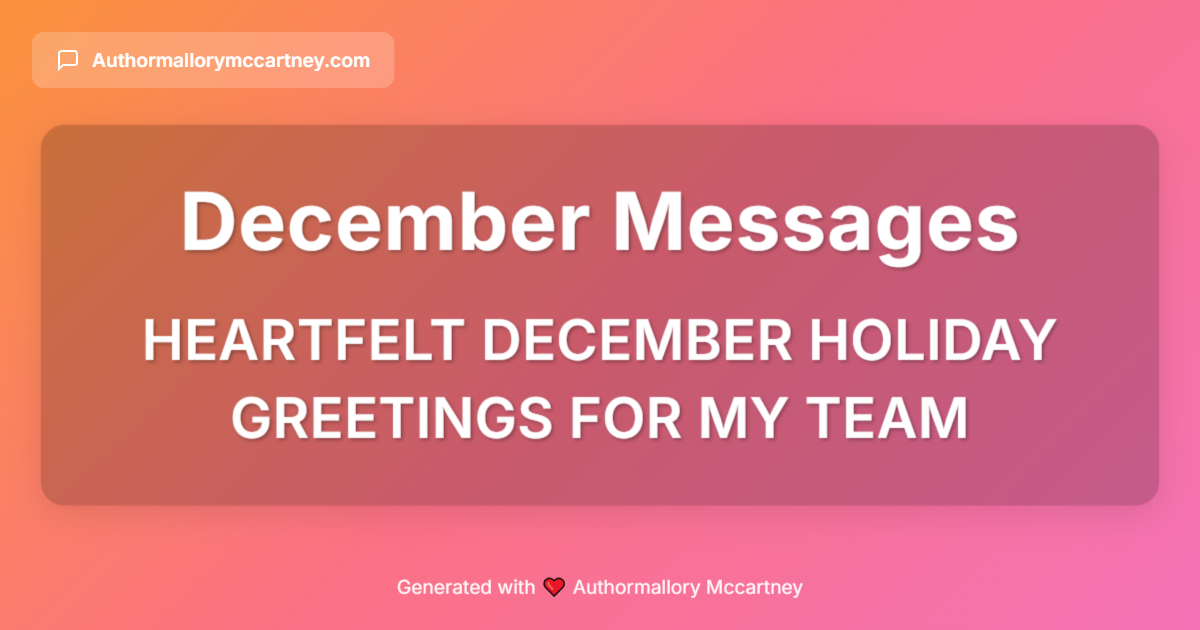 Authormallorymccartney.com
December Messages
HEARTFELT DECEMBER HOLIDAY
GREETINGS FOR MY TEAM
Generated with ❤️ Authormallory Mccartney